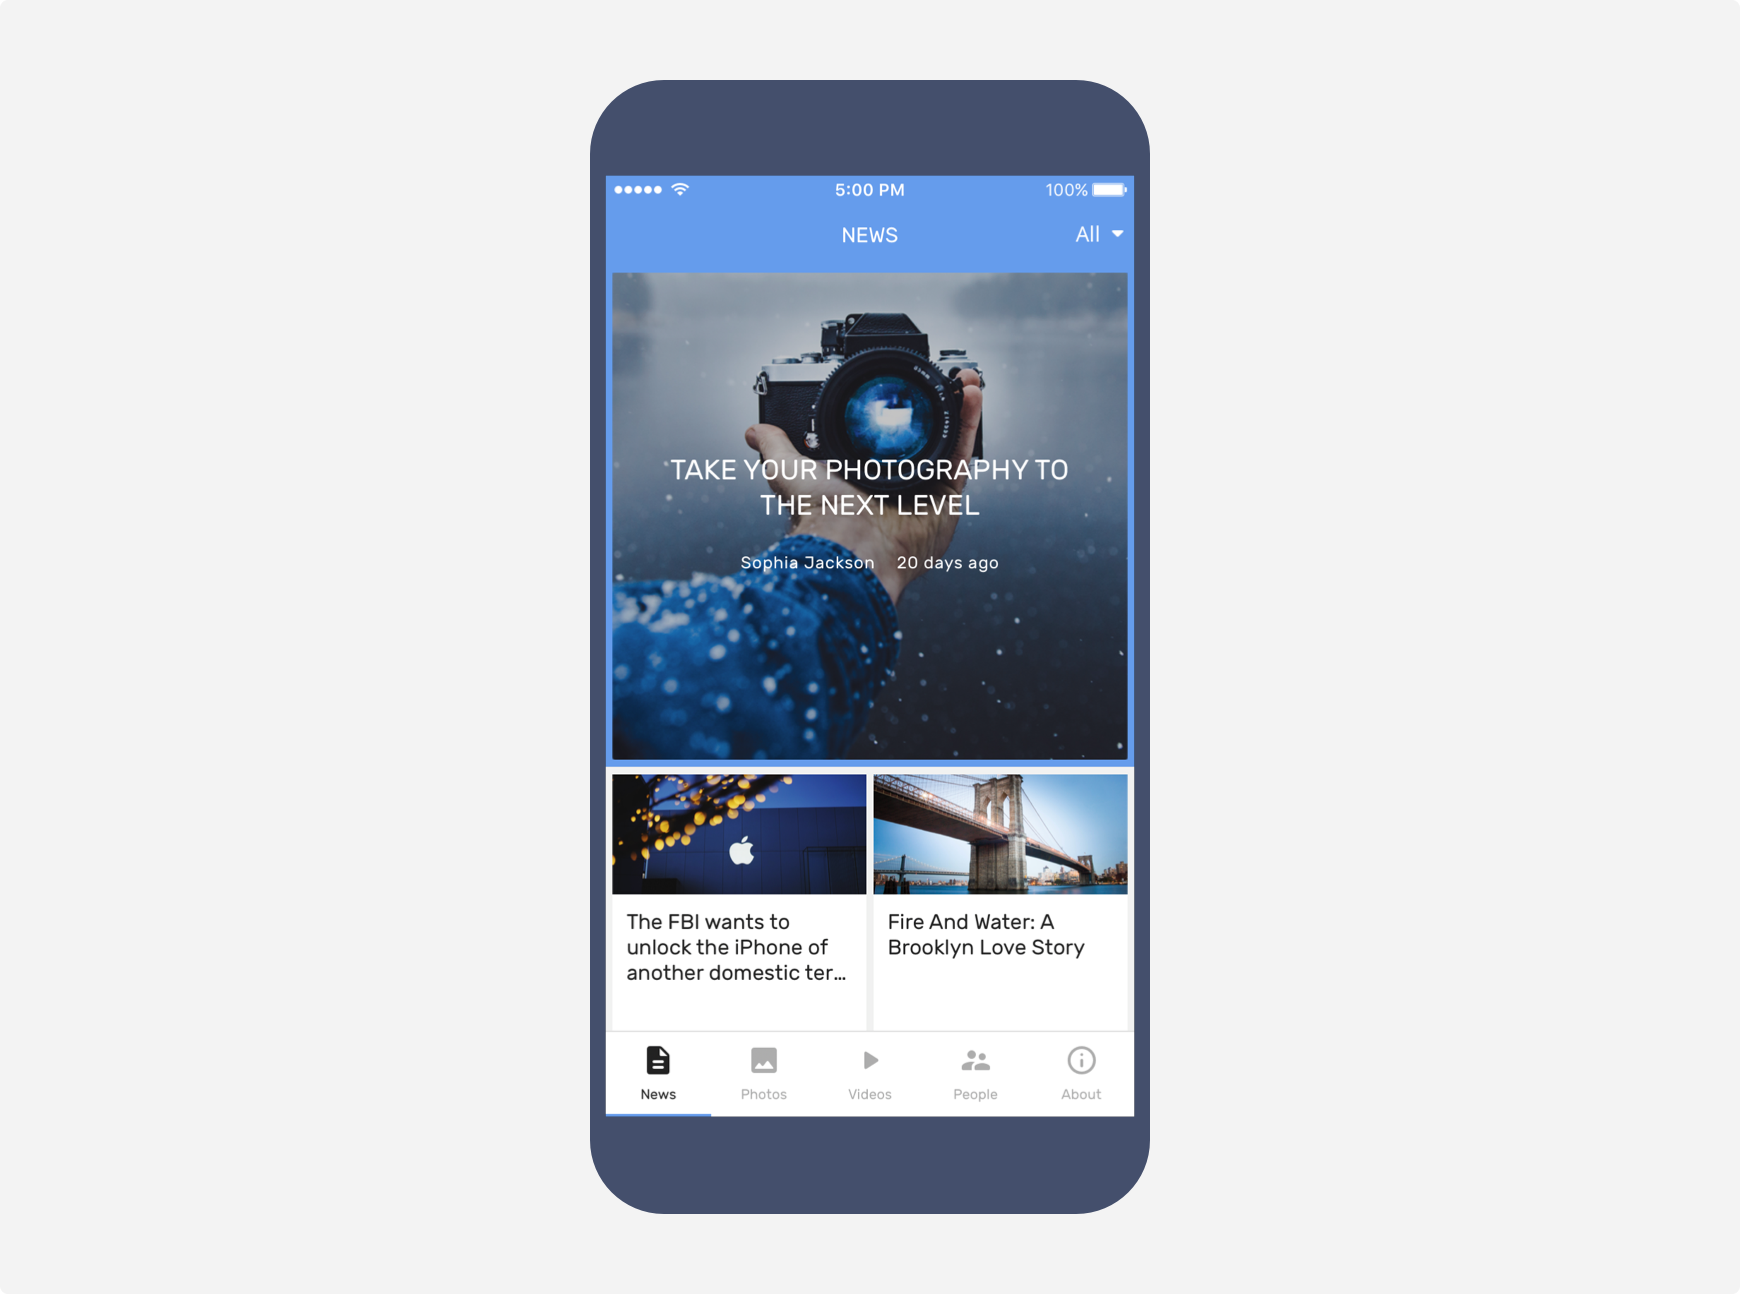 5:00 PM
100%
NEWS
All
TAKE YOUR PHOTOGRAPHY TO
THE NEXT LEVEL
Sophia Jackson 20 days ago
The FBI wants to
unlock the iPhone of
another domestic ter...
Fire And Water: A
Brooklyn Love Story
News
Photos
Videos
People
About